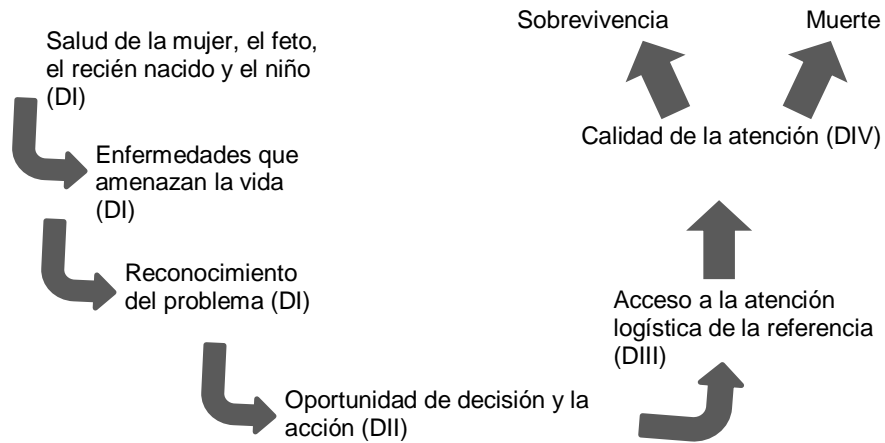 Salud de la mujer, el feto,
el recién nacido y el niño
(DI)
Enfermedades que
amenazan la vida
(DI)
Reconocimiento
del problema (DI)
Oportunidad de decisión y la
acción (DII)
Acceso a la atención
logística de la referencia
(DIII)
Calidad de la atención (DIV)
Sobrevivencia
Muerte